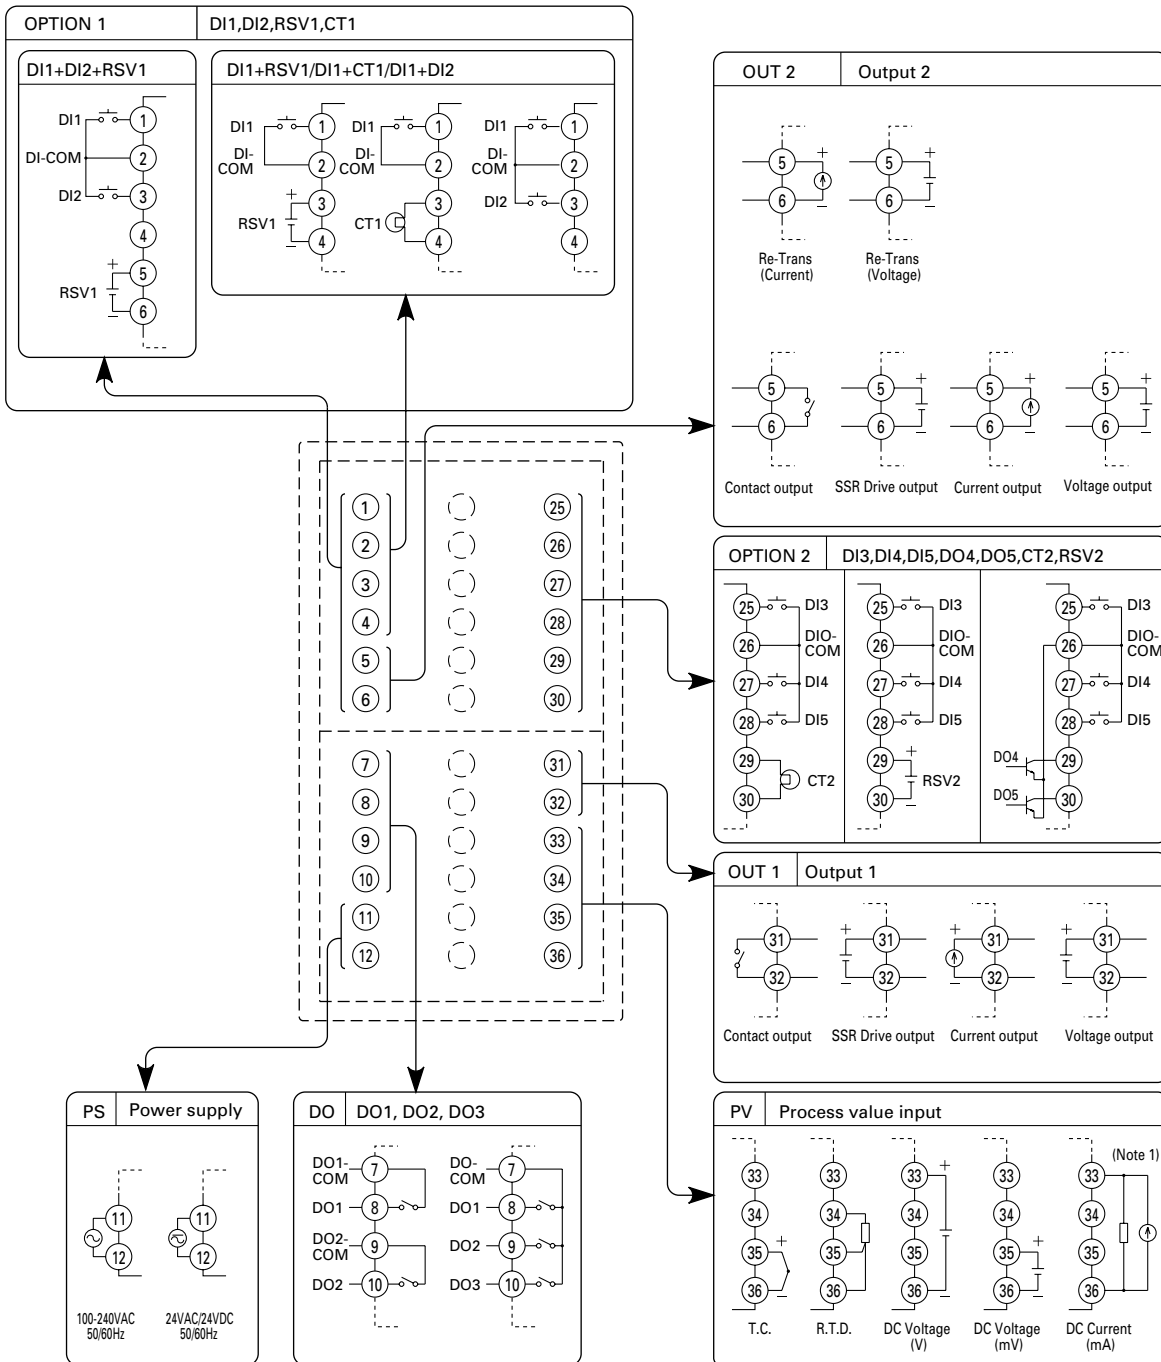 OPTION 1 DI1,DI2,RSV1,CT1
DI1+DI2+RSV1
DI1 1
DI-COM 2
DI2 3
4
+
5
RSV1
6
–
DI1+RSV1/DI1+CT1/DI1+DI2
DI1 1
DI-
COM 2
+
3
RSV1
4
–
DI1 1
DI-
COM 2
3
CT1
4
DI1 1
DI-
COM 2
DI2 3
4
OUT 2 Output 2
5 +
6 –
Re-Trans
(Current)
5 +
6 –
Re-Trans
(Voltage)
5
6
Contact output
5 +
6 –
SSR Drive output
5 +
6 –
Current output
5 +
6 –
Voltage output
1 25
2 26
3 27
4 28
5 29
6 30
7 31
8 32
9 33
10 34
11 35
12 36
OPTION 2 DI3,DI4,DI5,DO4,DO5,CT2,RSV2
25 DI3
26 DIO-
COM
27 DI4
28 DI5
29
CT2
30
25 DI3
26 DIO-
COM
27 DI4
28 DI5
29 +
RSV2
30 –
25 DI3
26 DIO-
COM
27 DI4
28 DI5
DO4 29
DO5 30
OUT 1 Output 1
31
32
Contact output
+ 31
– 32
SSR Drive output
+ 31
– 32
Current output
+ 31
– 32
Voltage output
PS Power supply
11
12
100-240VAC
50/60Hz
11
12
24VAC/24VDC
50/60Hz
DO DO1, DO2, DO3
DO1-
COM 7
DO1 8
DO2-
COM 9
DO2 10
DO-
COM 7
DO1 8
DO2 9
DO3 10
PV Process value input
33
34
35 +
36 –
T.C.
33
34
35
36
R.T.D.
33 +
34
35
36 –
DC Voltage
(V)
33
34
35 +
36 –
DC Voltage
(mV)
(Note 1)
33
34
35
36
DC Current
(mA)